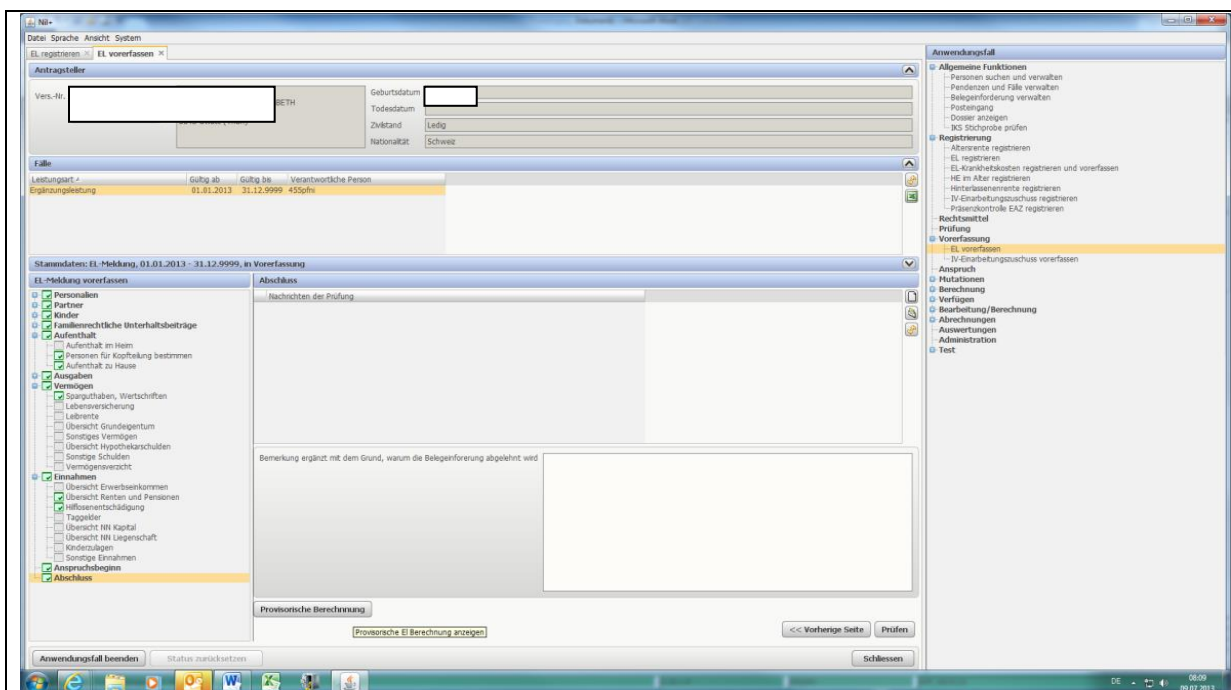 Nil+
Datei Sprache Ansicht System
EL registrieren EL vorerfassen
Antragsteller
Vers.-Nr.
BETH
Geburtsdatum
Todesdatum
Zivilstand Ledig
Nationalität Schweiz
Fälle
Leistungsart Gültig ab Gültig bis Verantwortliche Person
Ergänzungsleistung 01.01.2013 31.12.9999 455pfni
Stammdaten: EL-Meldung, 01.01.2013 - 31.12.9999, in Vorerfassung
EL-Meldung vorerfassen
Personalien
Partner
Kinder
Familienrechtliche Unterhaltsbeiträge
Aufenthalt
Aufenthalt im Heim
Personen für Kopfteilung bestimmen
Aufenthalt zu Hause
Ausgaben
Vermögen
Sparguthaben, Wertschriften
Lebensversicherung
Leibrente
Übersicht Grundeigentum
Sonstiges Vermögen
Übersicht Hypothekarschulden
Sonstige Schulden
Vermögensverzicht
Einnahmen
Übersicht Erwerbseinkommen
Übersicht Renten und Pensionen
Hilflosenentschädigung
Taggelder
Übersicht NN Kapital
Übersicht NN Liegenschaft
Kinderzulagen
Sonstige Einnahmen
Anspruchsbeginn
Abschluss
Abschluss
Nachrichten der Prüfung
Bemerkung ergänzt mit dem Grund, warum die Belegeinforerung abgelehnt wird
Provisorische Berechnnung
Provisorische El Berechnung anzeigen
<< Vorherige Seite Prüfen
Anwendungsfall beenden Status zurücksetzen Schliessen
Anwendungsfall
Allgemeine Funktionen
Personen suchen und verwalten
Pendenzen und Fälle verwalten
Belegeinforderung verwalten
Posteingang
Dossier anzeigen
IKS Stichprobe prüfen
Registrierung
Altersrente registrieren
EL registrieren
EL-Krankheitskosten registrieren und vorerfassen
HE im Alter registrieren
Hinterlassenenrente registrieren
IV-Einarbeitungszuschuss registrieren
Präsenzkontrolle EAZ registrieren
Rechtsmittel
Prüfung
Vorerfassung
EL vorerfassen
IV-Einarbeitungszuschuss vorerfassen
Anspruch
Mutationen
Berechnung
Verfügen
Bearbeitung/Berechnung
Abrechnungen
Auswertungen
Administration
Test
DE 08:09
09.07.2013